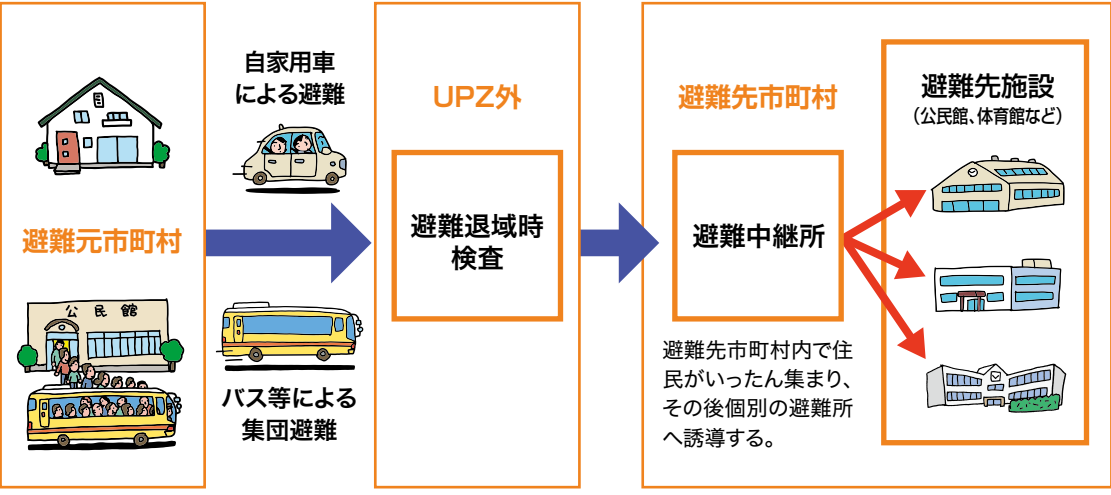 避難元市町村
公民館
自家用車
による避難
バス等による
集団避難
UPZ外
避難退域時
検査
避難先市町村
避難中継所
避難先市町村内で住
民がいったん集まり、
その後個別の避難所
へ誘導する。
避難先施設
（公民館、体育館など）